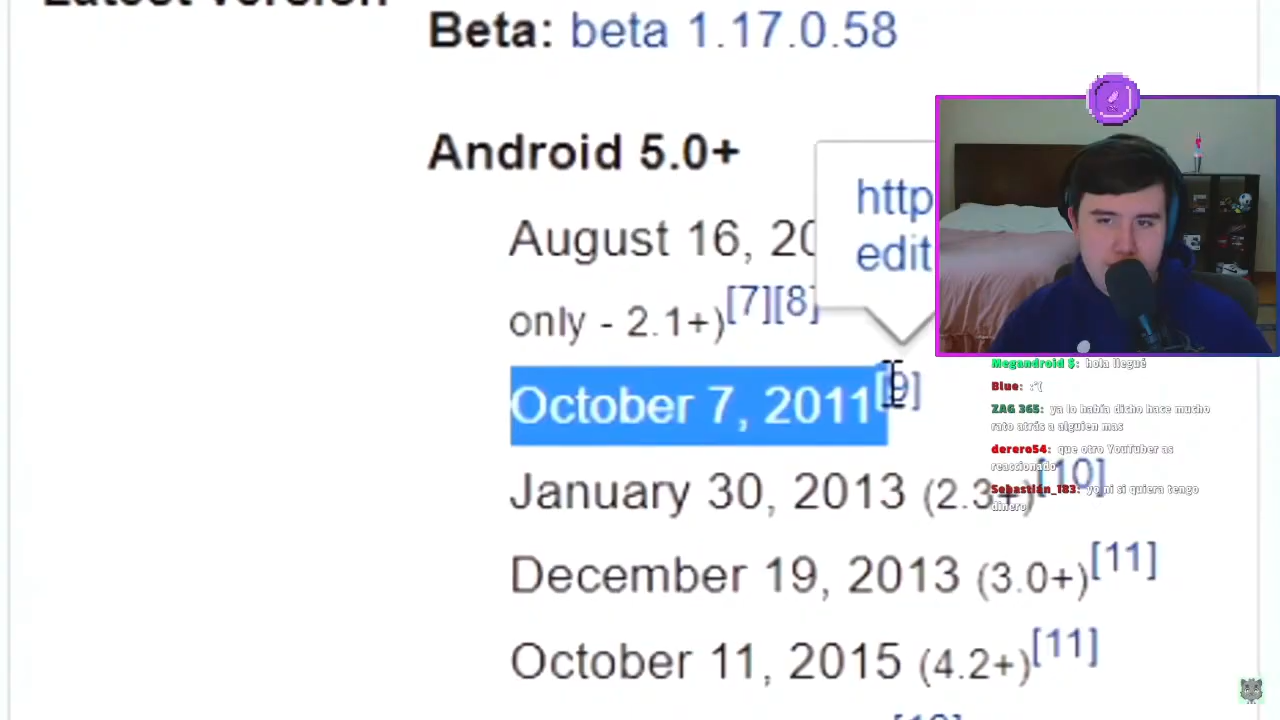 Latest version
Beta: beta 1.17.0.58
Android 5.0+
http
August 16, 20
edit
only - 2.1+)[7][8]
October 7, 2011[9]
January 30, 2013 (2.3+)[10]
December 19, 2013 (3.0+)[11]
October 11, 2015 (4.2+)[11]
Megandroid $: hola llegué
Blue: :"(
ZAG 365: ya lo había dicho hace mucho
rato atrás a alguien mas
derero54: que otro YouTuber as
reaccionado
Sebastián_183: yo ni si quiera tengo
dinero